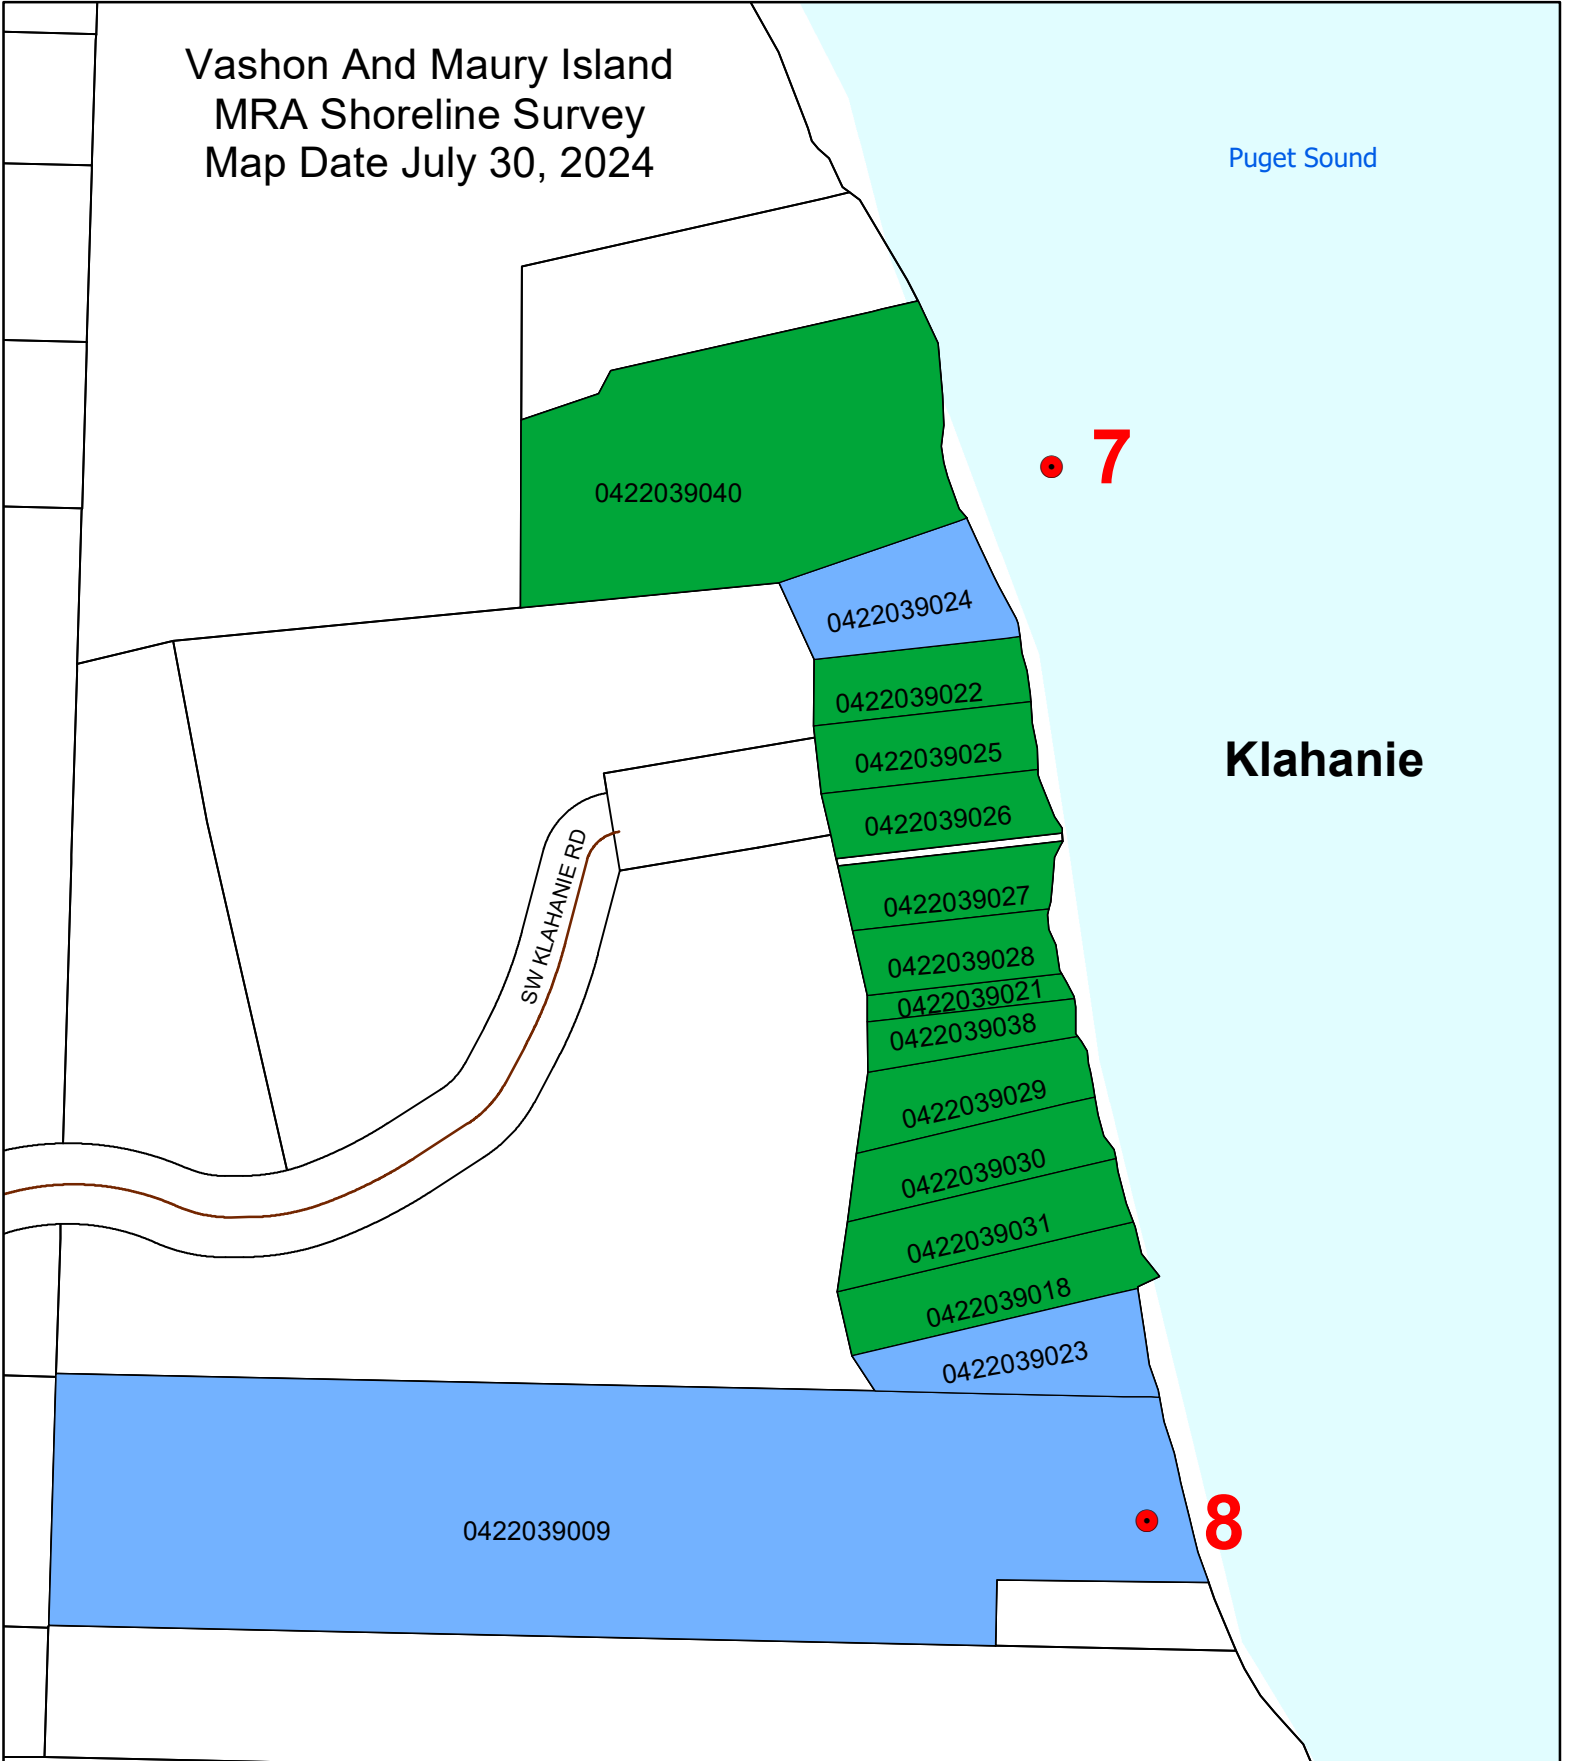 Vashon And Maury Island
MRA Shoreline Survey
Map Date July 30, 2024
Puget Sound
7
0422039040
0422039024
0422039022
0422039025
Klahanie
0422039026
SW KLAHANIE RD
0422039027
0422039028
0422039021
0422039038
0422039029
0422039030
0422039031
0422039018
0422039023
8
0422039009